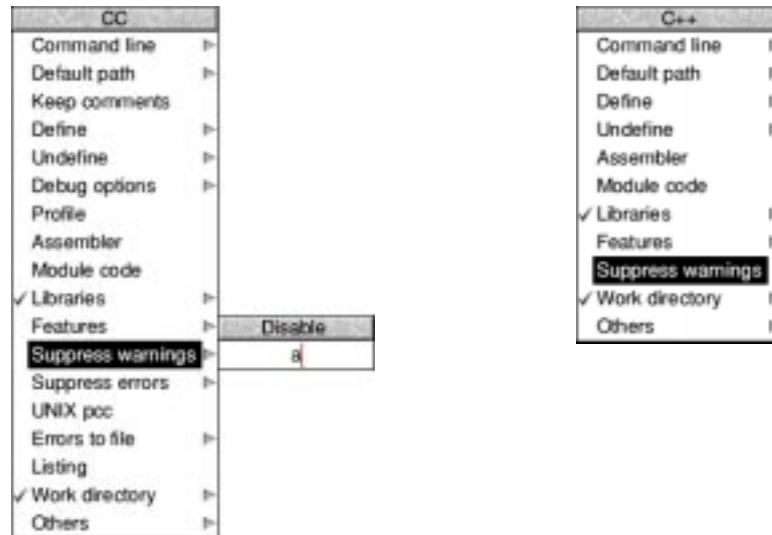 CC
Command line
Default path
Keep comments
Define
Undefine
Debug options
Profile
Assembler
Module code
✓ Libraries
Features
Suppress warnings
Suppress errors
UNIX pcc
Errors to file
Listing
✓ Work directory
Others
Disable
a
C++
Command line
Default path
Define
Undefine
Assembler
Module code
✓ Libraries
Features
Suppress warnings
✓ Work directory
Others